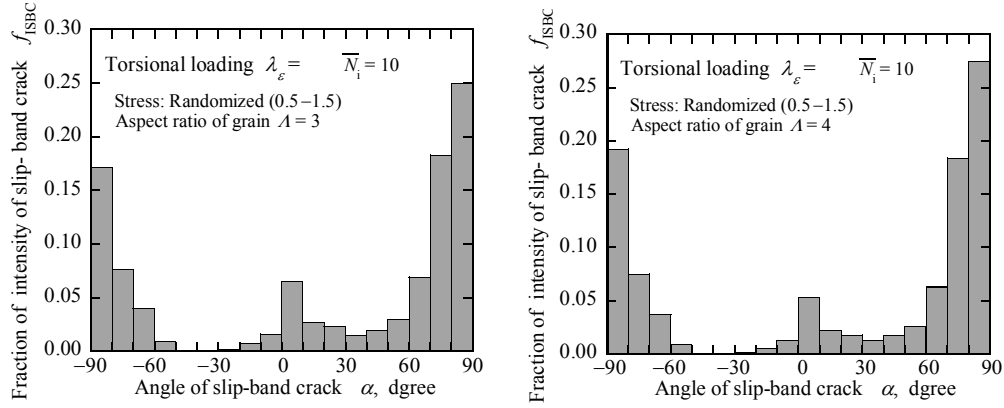 Fraction of intensity of slip- band crack f_ISBC
0.30
0.25
0.20
0.15
0.10
0.05
0.00
Torsional loading λ_ε = N̅_i = 10
Stress: Randomized (0.5−1.5)
Aspect ratio of grain Λ = 3
−90 −60 −30 0 30 60 90
Angle of slip-band crack α, dgree
Fraction of intensity of slip-band crack f_ISBC
0.30
0.25
0.20
0.15
0.10
0.05
0.00
Torsional loading λ_ε = N̅_i = 10
Stress: Randomized (0.5−1.5)
Aspect ratio of grain Λ = 4
−90 −60 −30 0 30 60 90
Angle of slip-band crack α, dgree